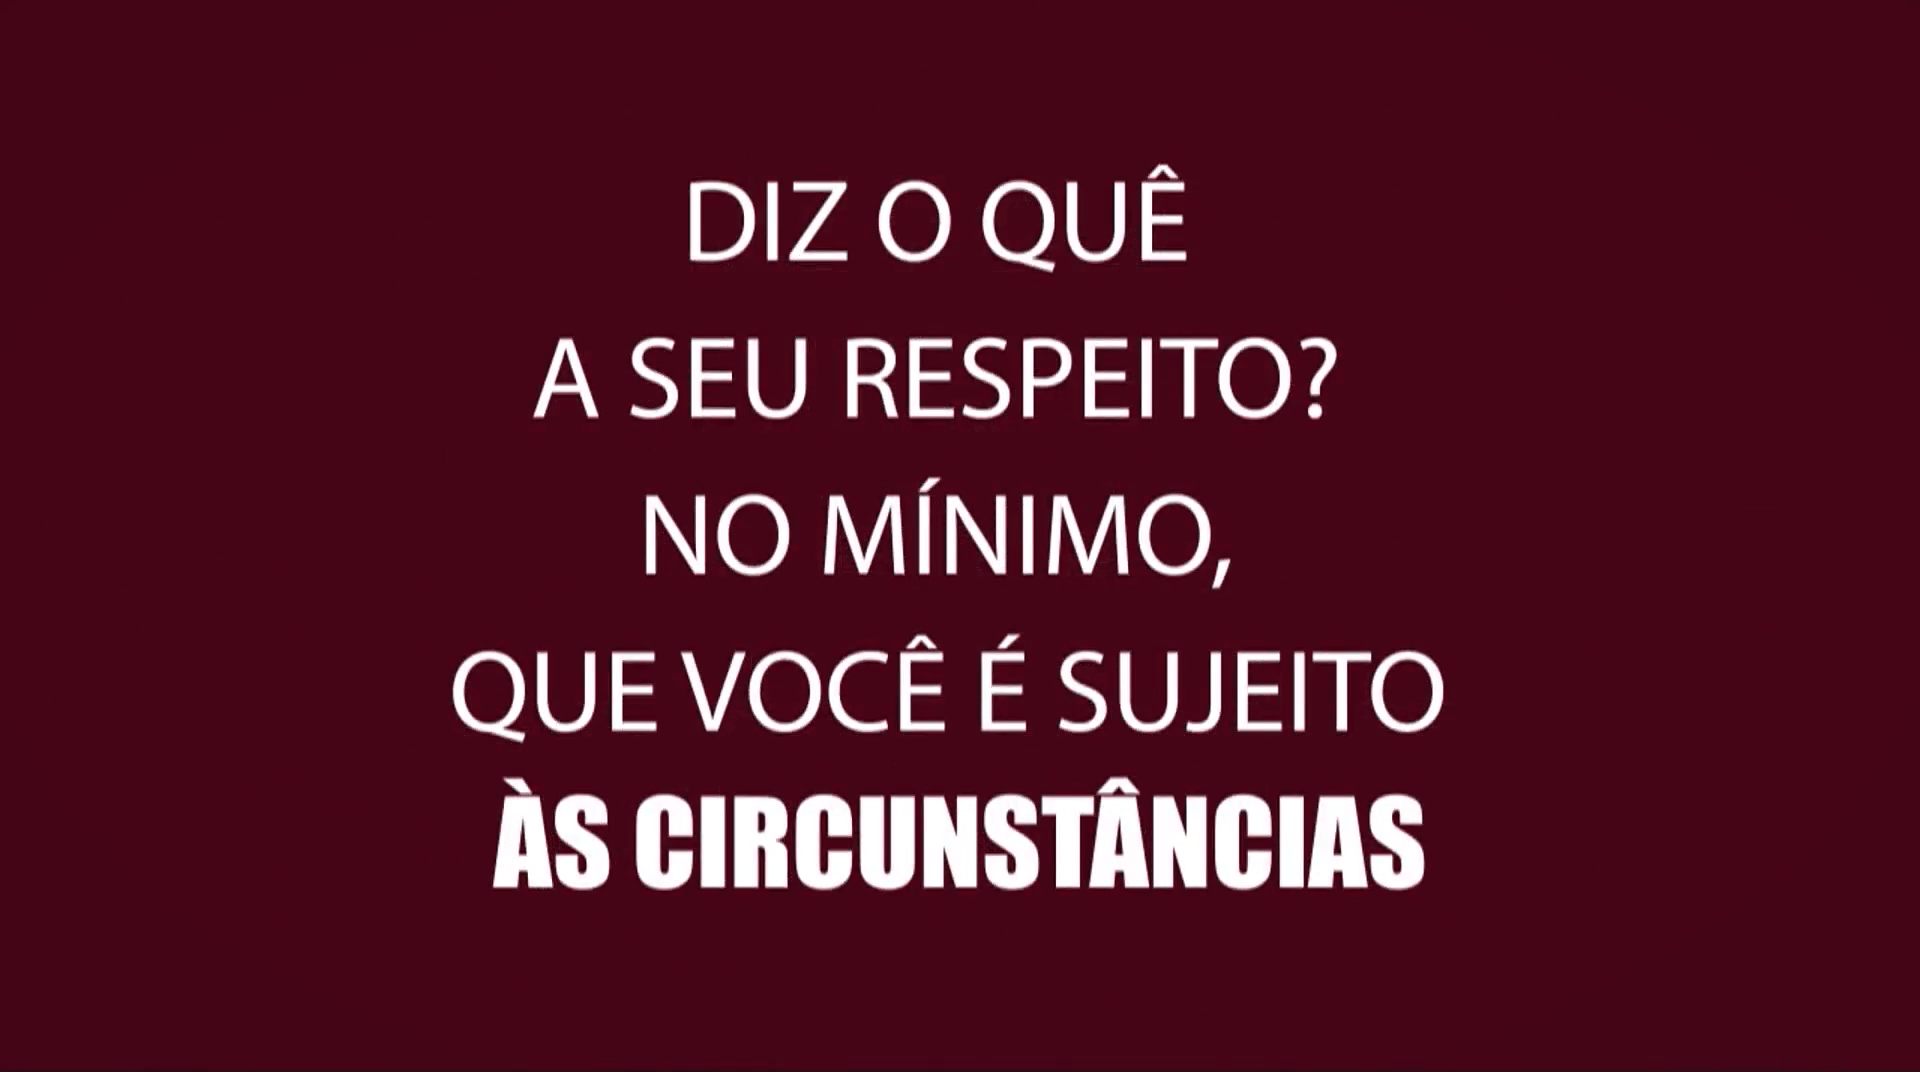 DIZ O QUÊ
A SEU RESPEITO?
NO MÍNIMO,
QUE VOCÊ É SUJEITO
ÀS CIRCUNSTÂNCIAS